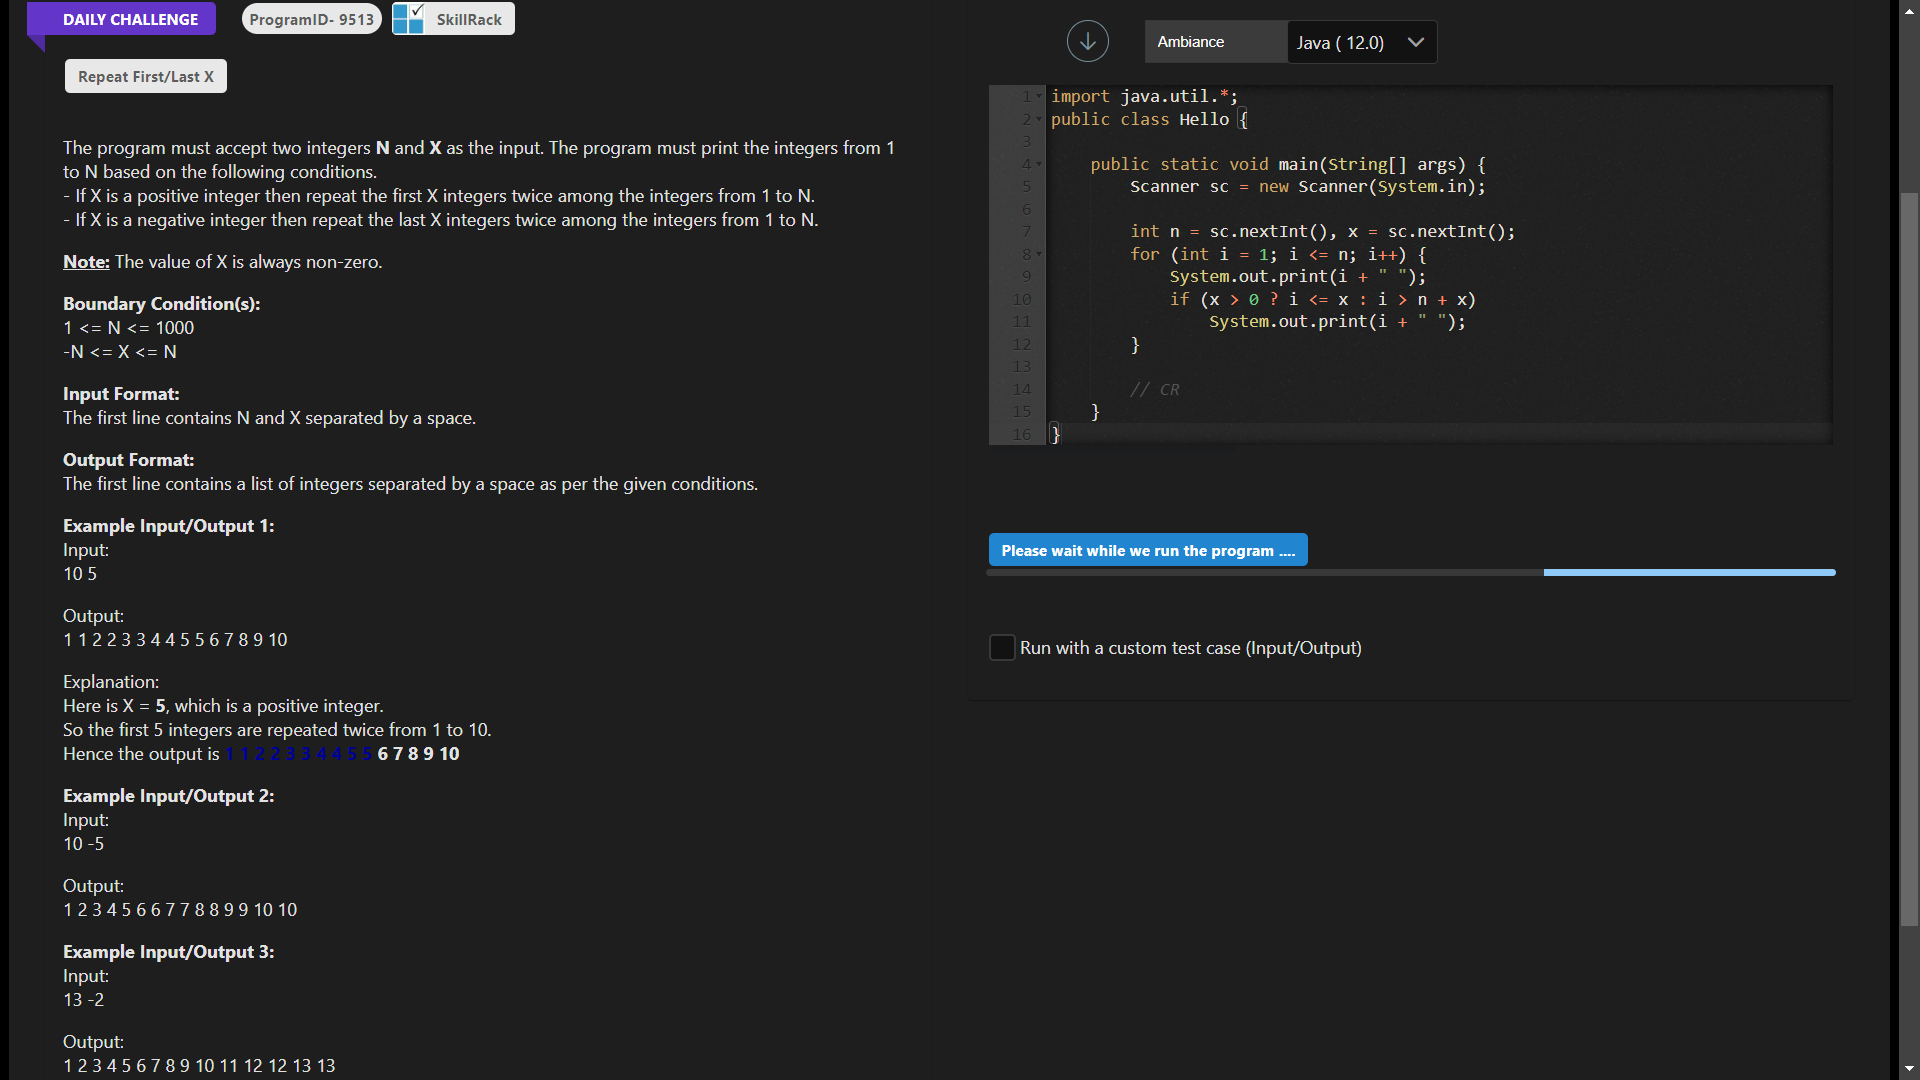 DAILY CHALLENGE
ProgramID- 9513
SkillRack
Repeat First/Last X
The program must accept two integers N and X as the input. The program must print the integers from 1
to N based on the following conditions.
- If X is a positive integer then repeat the first X integers twice among the integers from 1 to N.
- If X is a negative integer then repeat the last X integers twice among the integers from 1 to N.
Note: The value of X is always non-zero.
Boundary Condition(s):
1 <= N <= 1000
-N <= X <= N
Input Format:
The first line contains N and X separated by a space.
Output Format:
The first line contains a list of integers separated by a space as per the given conditions.
Example Input/Output 1:
Input:
10 5
Output:
1 1 2 2 3 3 4 4 5 5 6 7 8 9 10
Explanation:
Here is X = 5, which is a positive integer.
So the first 5 integers are repeated twice from 1 to 10.
Hence the output is 1 1 2 2 3 3 4 4 5 5 6 7 8 9 10
Example Input/Output 2:
Input:
10 -5
Output:
1 2 3 4 5 6 6 7 7 8 8 9 9 10 10
Example Input/Output 3:
Input:
13 -2
Output:
1 2 3 4 5 6 7 8 9 10 11 12 12 13 13
Ambiance
Java ( 12.0)
1 import java.util.*;
2 public class Hello {
3
4     public static void main(String[] args) {
5         Scanner sc = new Scanner(System.in);
6
7         int n = sc.nextInt(), x = sc.nextInt();
8         for (int i = 1; i <= n; i++) {
9             System.out.print(i + " ");
10             if (x > 0 ? i <= x : i > n + x)
11                 System.out.print(i + " ");
12         }
13
14         // CR
15     }
16 }
Please wait while we run the program ....
Run with a custom test case (Input/Output)